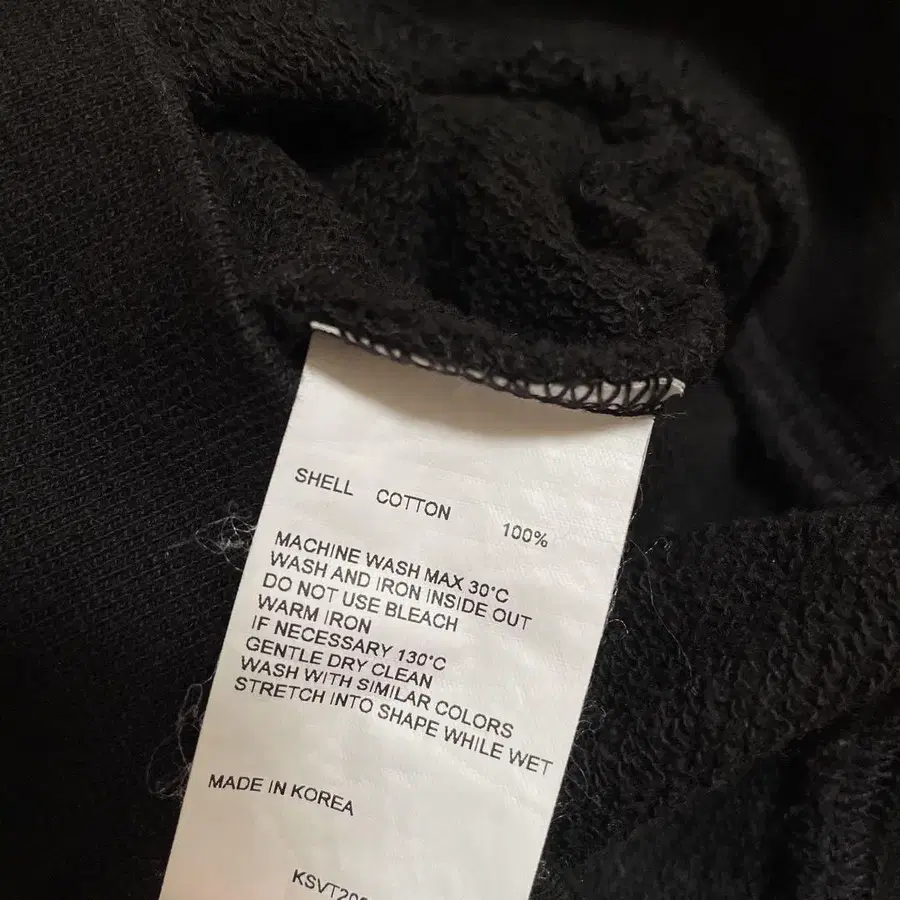 SHELL COTTON 100%
MACHINE WASH MAX 30°C
WASH AND IRON INSIDE OUT
DO NOT USE BLEACH
WARM IRON
IF NECESSARY 130°C
GENTLE DRY CLEAN
WASH WITH SIMILAR COLORS
STRETCH INTO SHAPE WHILE WET
MADE IN KOREA